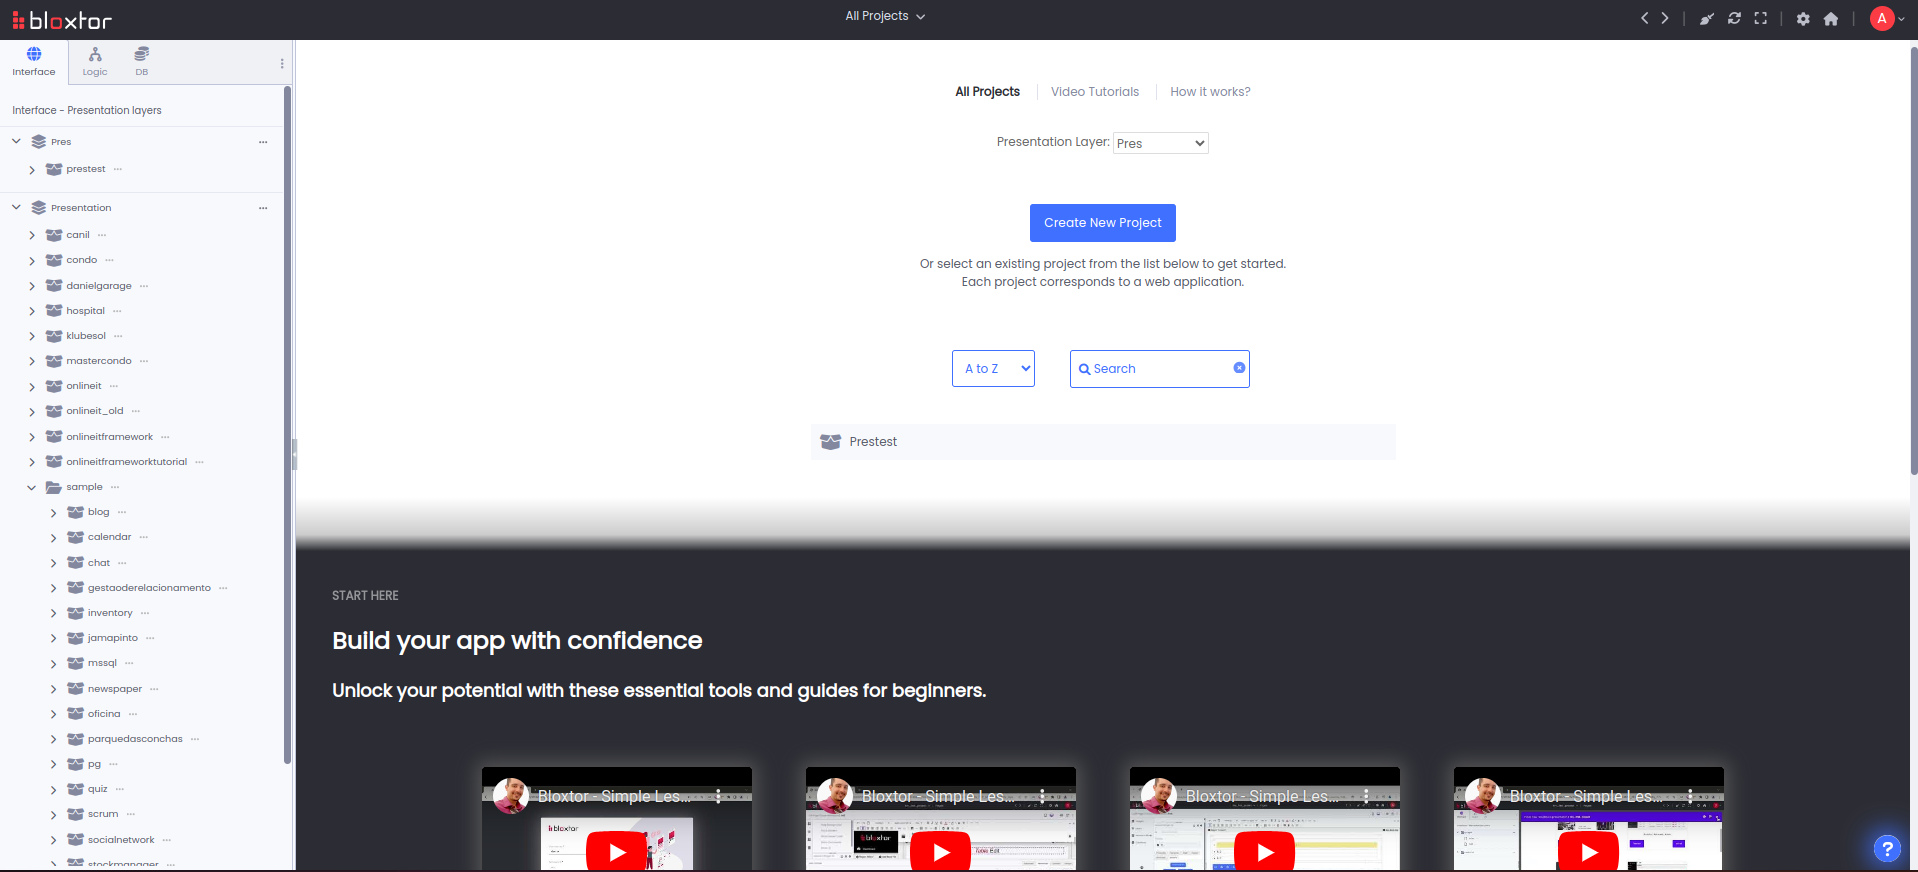 bloxtor
All Projects
A
Interface
Logic
DB
Interface - Presentation layers
Pres
prestest
Presentation
canil
condo
danielgarage
hospital
klubesol
mastercondo
onlineit
onlineit_old
onlineitframework
onlineitframeworktutorial
sample
blog
calendar
chat
gestaoderelacionamento
inventory
jamapinto
mssql
newspaper
oficina
parquedasconchas
pg
quiz
scrum
socialnetwork
stockmanager
All Projects
Video Tutorials
How it works?
Presentation Layer: Pres
Create New Project
Or select an existing project from the list below to get started.
Each project corresponds to a web application.
A to Z
Search
Prestest
START HERE
Build your app with confidence
Unlock your potential with these essential tools and guides for beginners.
Bloxtor - Simple Les...
Bloxtor - Simple Les...
Bloxtor - Simple Les...
Bloxtor - Simple Les...
bloxtor
bloxtor
Table Edit
?